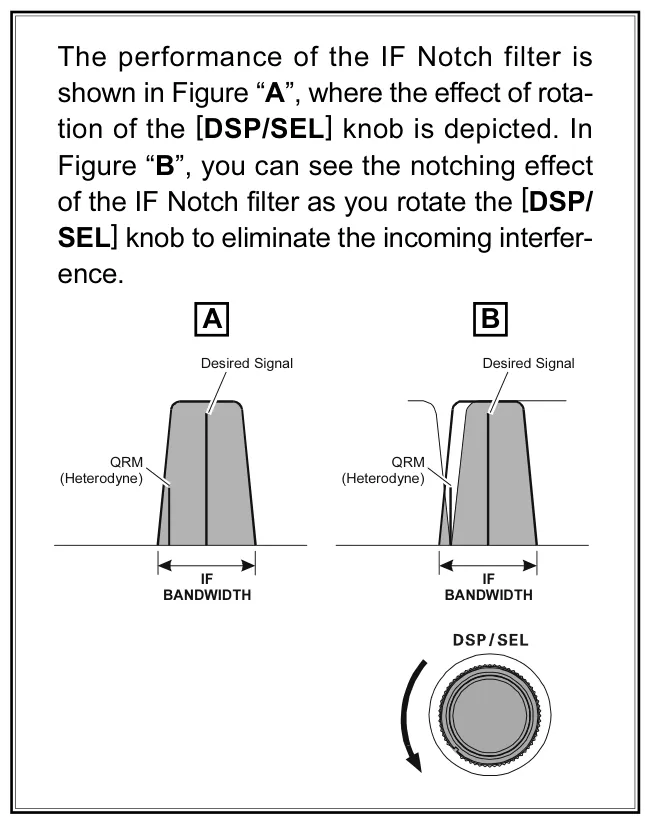 The performance of the IF Notch filter is
shown in Figure “A”, where the effect of rota-
tion of the [DSP/SEL] knob is depicted. In
Figure “B”, you can see the notching effect
of the IF Notch filter as you rotate the [DSP/
SEL] knob to eliminate the incoming interfer-
ence.
A
Desired Signal
QRM
(Heterodyne)
IF
BANDWIDTH
B
Desired Signal
QRM
(Heterodyne)
IF
BANDWIDTH
DSP/SEL